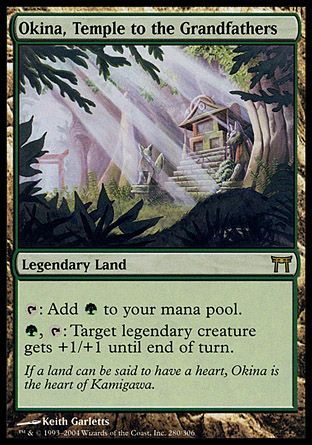 Okina, Temple to the Grandfathers
Legendary Land
: Add to your mana pool.
, : Target legendary creature
gets +1/+1 until end of turn.
If a land can be said to have a heart, Okina is
the heart of Kamigawa.
Keith Garletts
™ & © 1993–2004 Wizards of the Coast, Inc. 280/306